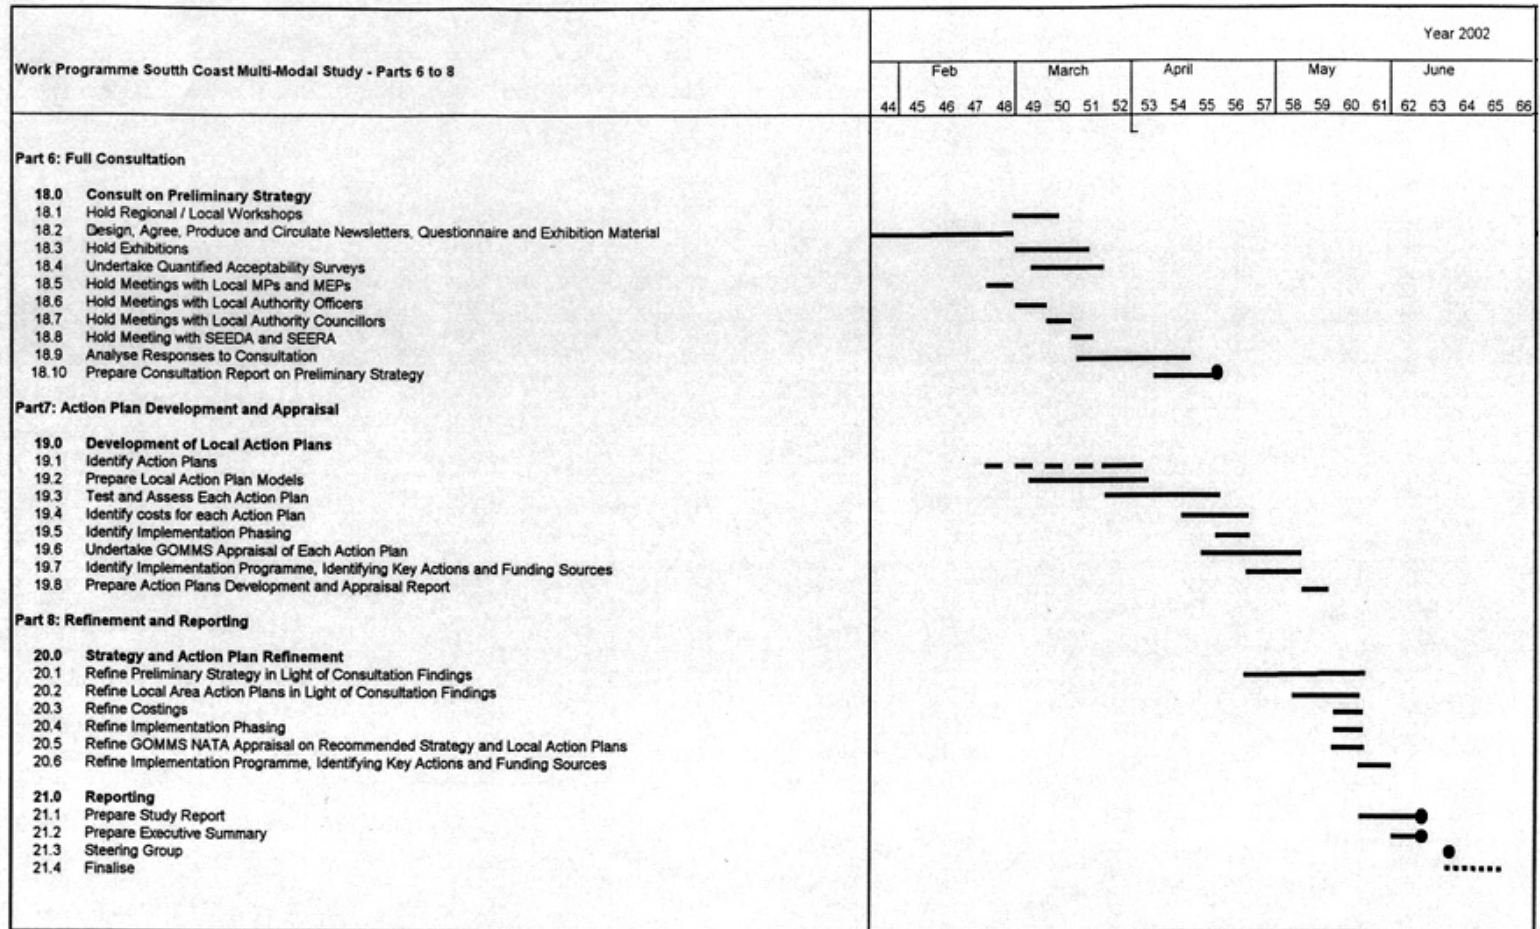 Year 2002
Work Programme Soutth Coast Multi-Modal Study - Parts 6 to 8
Feb March April May June
44 45 46 47 48 49 50 51 52 53 54 55 56 57 58 59 60 61 62 63 64 65 66
Part 6: Full Consultation
18.0 Consult on Preliminary Strategy
18.1 Hold Regional / Local Workshops
18.2 Design, Agree, Produce and Circulate Newsletters, Questionnaire and Exhibition Material
18.3 Hold Exhibitions
18.4 Undertake Quantified Acceptability Surveys
18.5 Hold Meetings with Local MPs and MEPs
18.6 Hold Meetings with Local Authority Officers
18.7 Hold Meetings with Local Authority Councillors
18.8 Hold Meeting with SEEDA and SEERA
18.9 Analyse Responses to Consultation
18.10 Prepare Consultation Report on Preliminary Strategy
Part7: Action Plan Development and Appraisal
19.0 Development of Local Action Plans
19.1 Identify Action Plans
19.2 Prepare Local Action Plan Models
19.3 Test and Assess Each Action Plan
19.4 Identify costs for each Action Plan
19.5 Identify Implementation Phasing
19.6 Undertake GOMMS Appraisal of Each Action Plan
19.7 Identify Implementation Programme, Identifying Key Actions and Funding Sources
19.8 Prepare Action Plans Development and Appraisal Report
Part 8: Refinement and Reporting
20.0 Strategy and Action Plan Refinement
20.1 Refine Preliminary Strategy in Light of Consultation Findings
20.2 Refine Local Area Action Plans in Light of Consultation Findings
20.3 Refine Costings
20.4 Refine Implementation Phasing
20.5 Refine GOMMS NATA Appraisal on Recommended Strategy and Local Action Plans
20.6 Refine Implementation Programme, Identifying Key Actions and Funding Sources
21.0 Reporting
21.1 Prepare Study Report
21.2 Prepare Executive Summary
21.3 Steering Group
21.4 Finalise